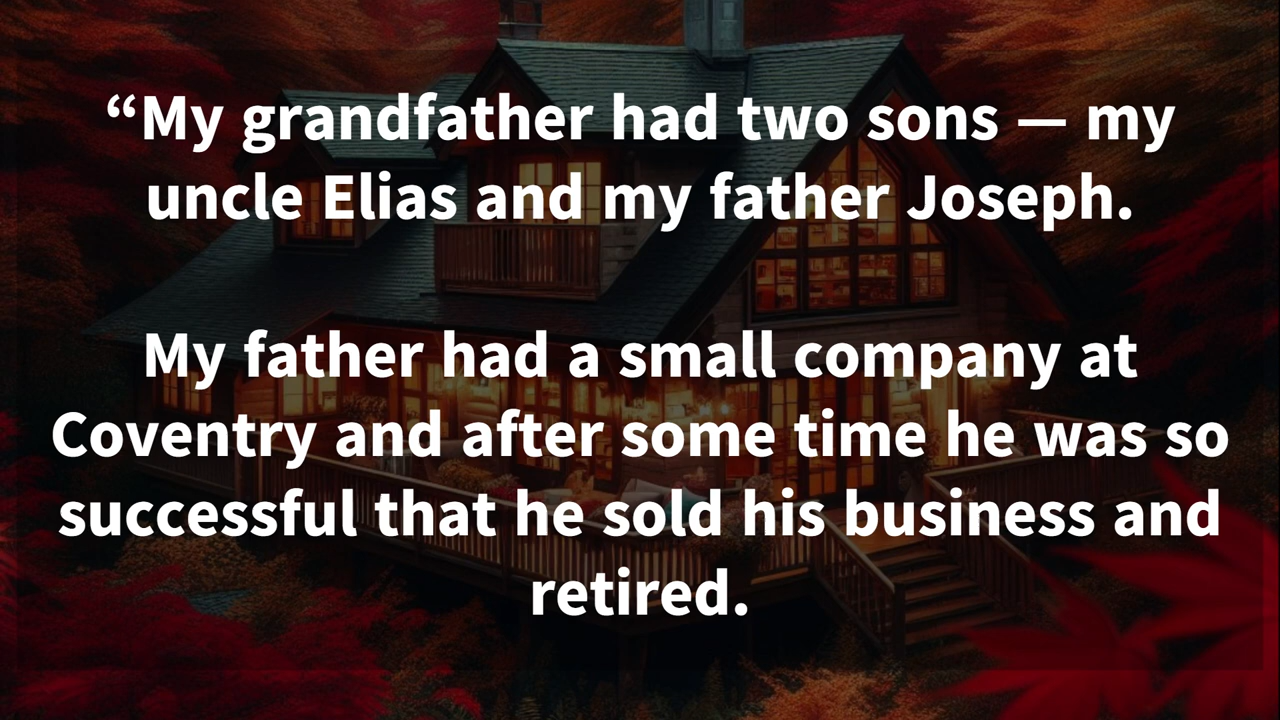 “My grandfather had two sons — my
uncle Elias and my father Joseph.
My father had a small company at
Coventry and after some time he was so
successful that he sold his business and
retired.